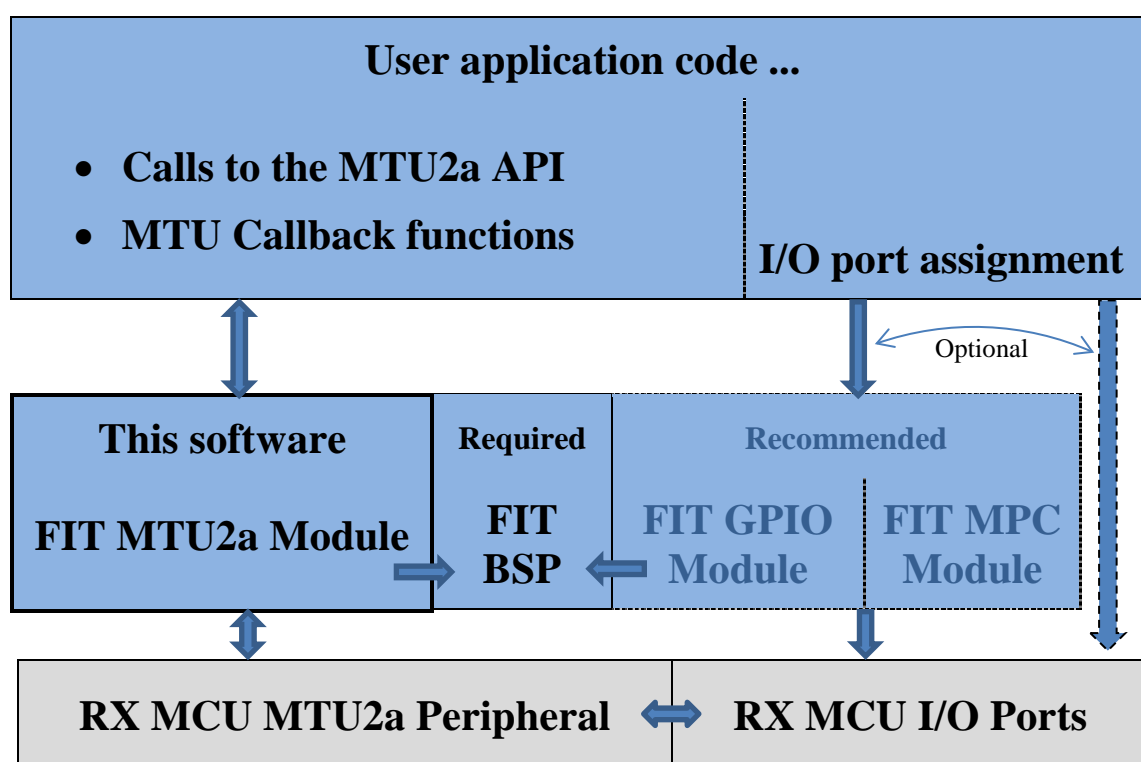 User application code ...
• Calls to the MTU2a API
• MTU Callback functions
I/O port assignment
Optional
This software
FIT MTU2a Module
Required
FIT
BSP
Recommended
FIT GPIO
Module
FIT MPC
Module
RX MCU MTU2a Peripheral
RX MCU I/O Ports